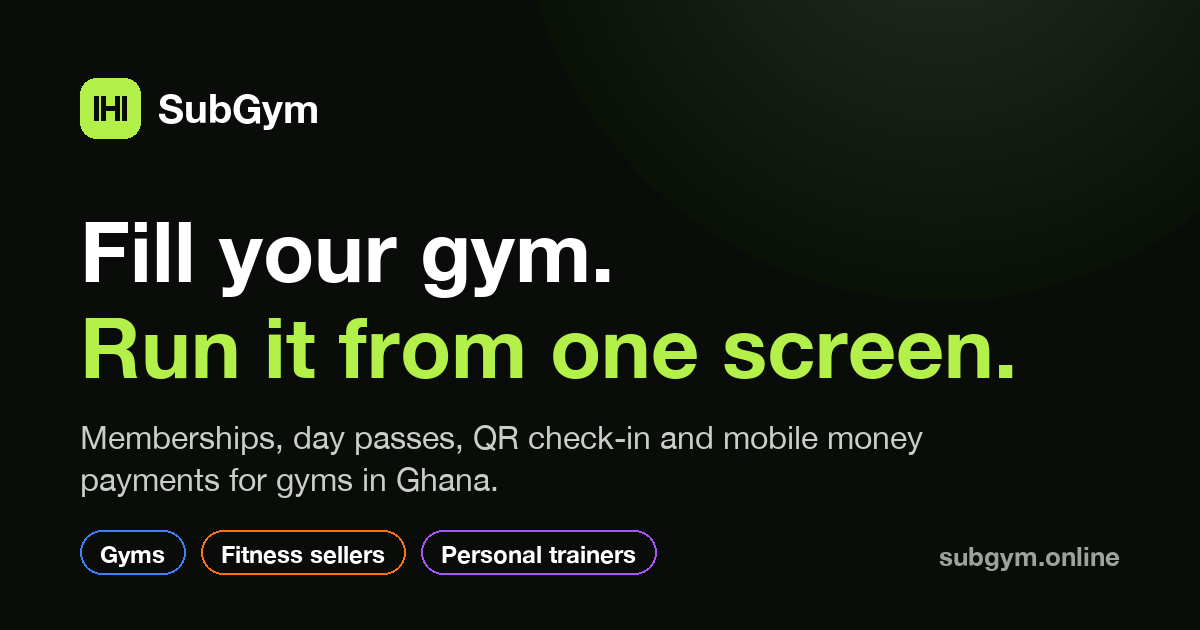 SubGym
Fill your gym.
Run it from one screen.
Memberships, day passes, QR check-in and mobile money
payments for gyms in Ghana.
Gyms
Fitness sellers
Personal trainers
subgym.online